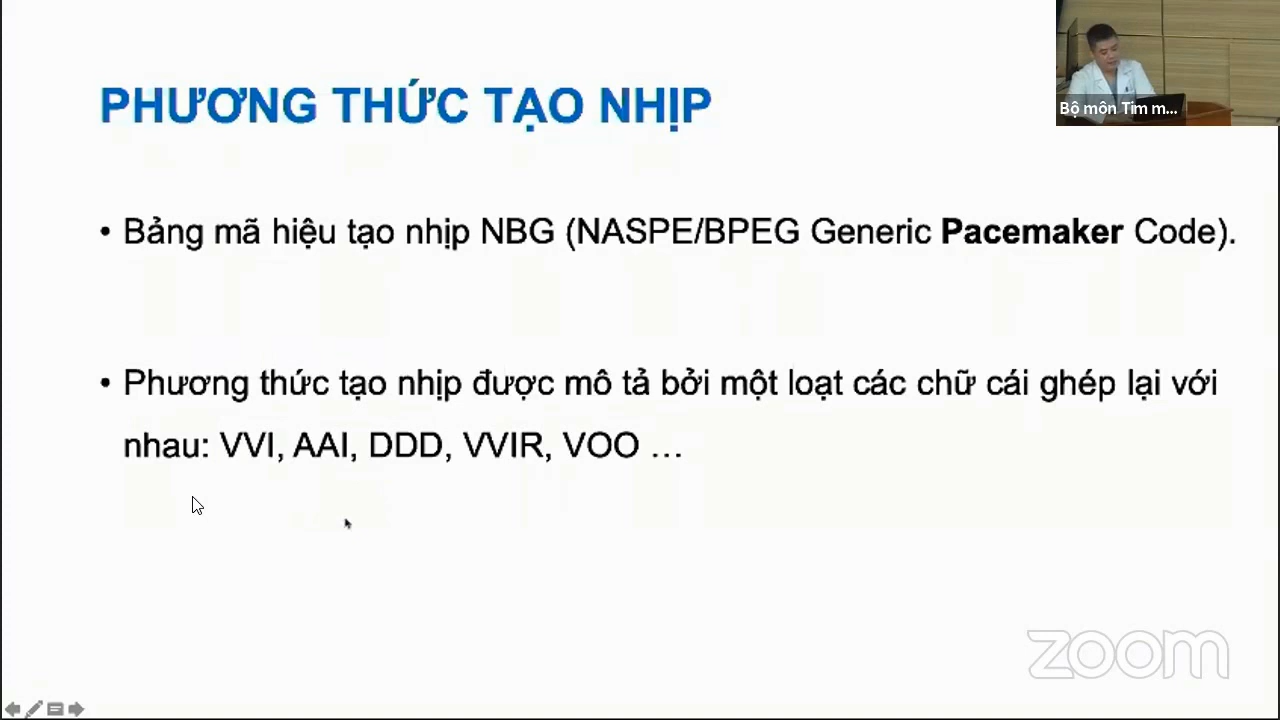 PHƯƠNG THỨC TẠO NHỊP
Bộ môn Tim m...
• Bảng mã hiệu tạo nhịp NBG (NASPE/BPEG Generic Pacemaker Code).
• Phương thức tạo nhịp được mô tả bởi một loạt các chữ cái ghép lại với
nhau: VVI, AAI, DDD, VVIR, VOO …
zoom